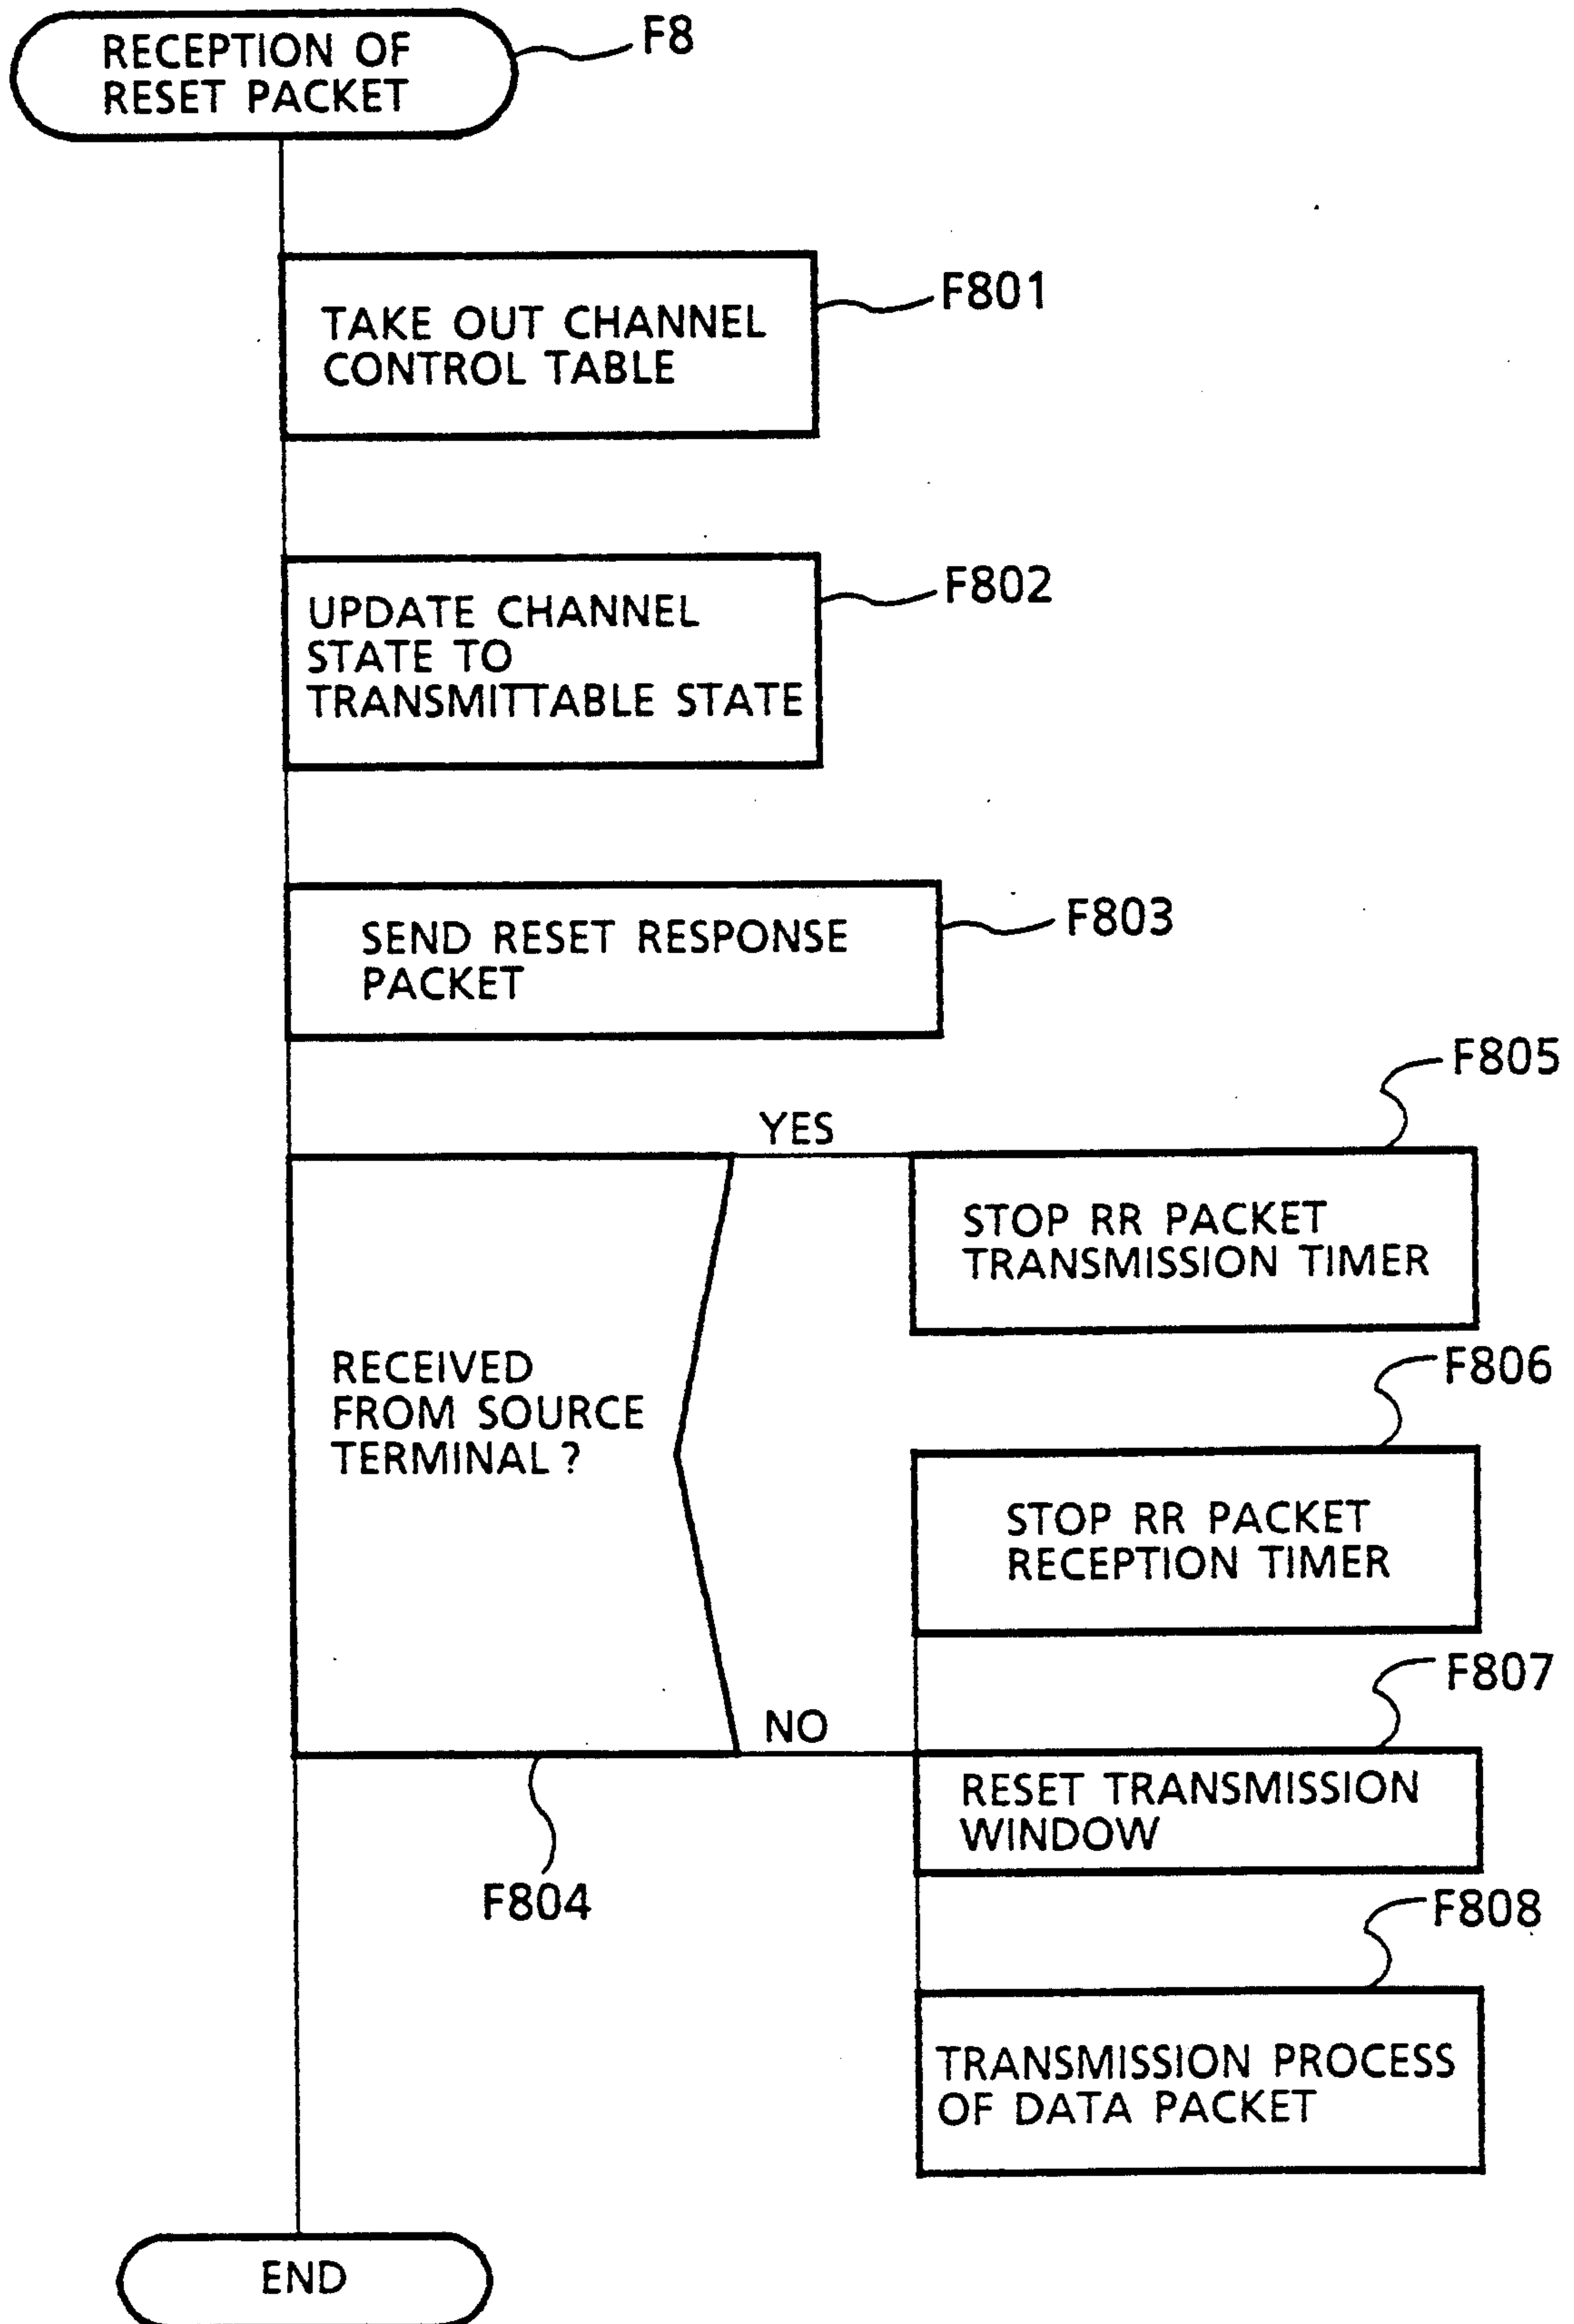 RECEPTION OF
RESET PACKET
F8
TAKE OUT CHANNEL
CONTROL TABLE
F801
UPDATE CHANNEL
STATE TO
TRANSMITTABLE STATE
F802
SEND RESET RESPONSE
PACKET
F803
F805
YES
STOP RR PACKET
TRANSMISSION TIMER
RECEIVED
FROM SOURCE
TERMINAL?
F806
STOP RR PACKET
RECEPTION TIMER
F807
NO
RESET TRANSMISSION
WINDOW
F804
F808
TRANSMISSION PROCESS
OF DATA PACKET
END